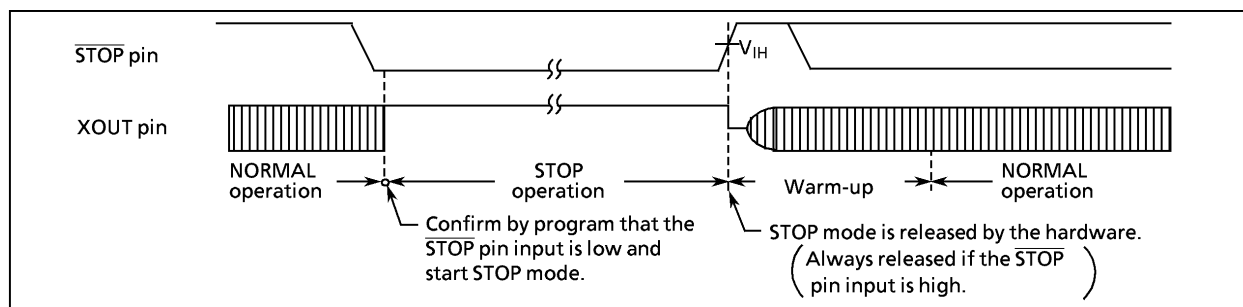 STOP pin
VIH
XOUT pin
NORMAL operation
STOP operation
Warm-up
NORMAL operation
Confirm by program that the
STOP pin input is low and
start STOP mode.
STOP mode is released by the hardware.
(Always released if the STOP
pin input is high.)